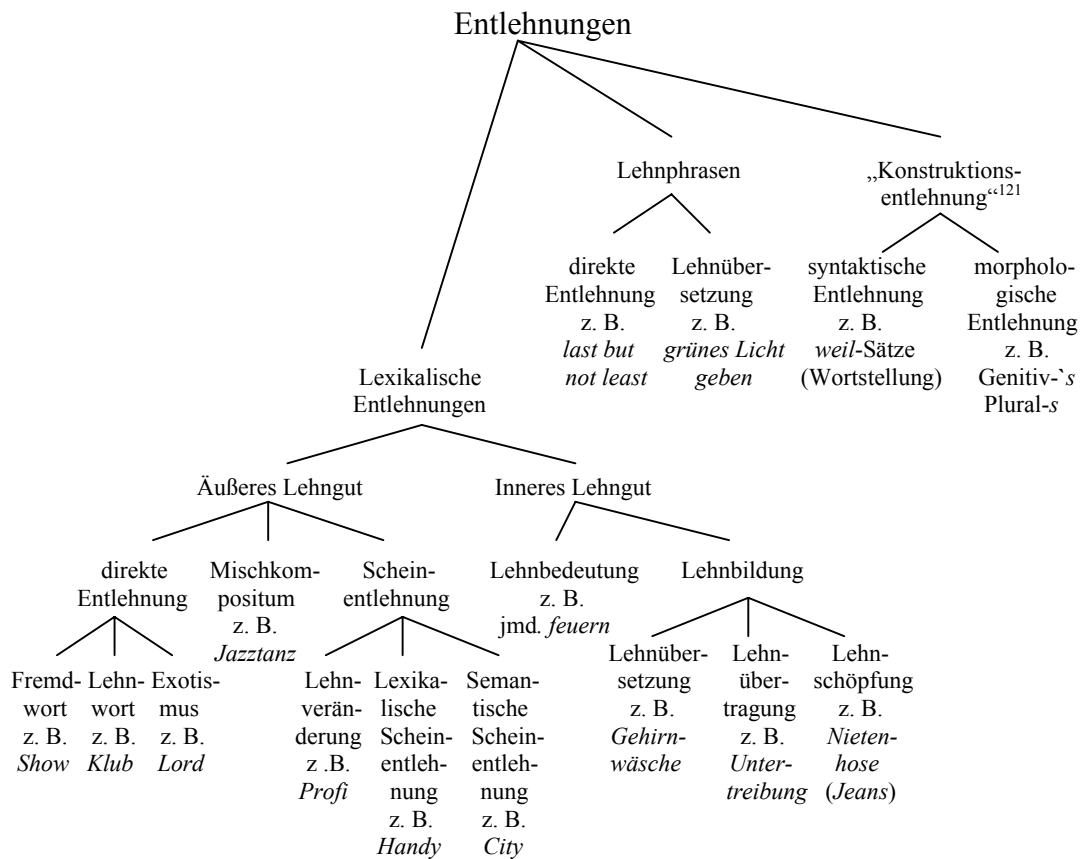 Entlehnungen
Lehnphrasen
„Konstruktions-
entlehnung“121
direkte
Entlehnung
z. B.
last but
not least
Lehnüber-
setzung
z. B.
grünes Licht
geben
syntaktische
Entlehnung
z. B.
weil-Sätze
(Wortstellung)
morpholo-
gische
Entlehnung
z. B.
Genitiv-`s
Plural-s
Lexikalische
Entlehnungen
Äußeres Lehngut
Inneres Lehngut
direkte
Entlehnung
Mischkom-
positum
z. B.
Jazztanz
Schein-
entlehnung
Lehnbedeutung
z. B.
jmd. feuern
Lehnbildung
Fremd-
wort
z. B.
Show
Lehn-
wort
z. B.
Klub
Exotis-
mus
z. B.
Lord
Lehn-
verän-
derung
z .B.
Profi
Lexika-
lische
Schein-
entleh-
nung
z. B.
Handy
Seman-
tische
Schein-
entleh-
nung
z. B.
City
Lehnüber-
setzung
z. B.
Gehirn-
wäsche
Lehn-
über-
tragung
z. B.
Unter-
treibung
Lehn-
schöpfung
z. B.
Nieten-
hose
(Jeans)